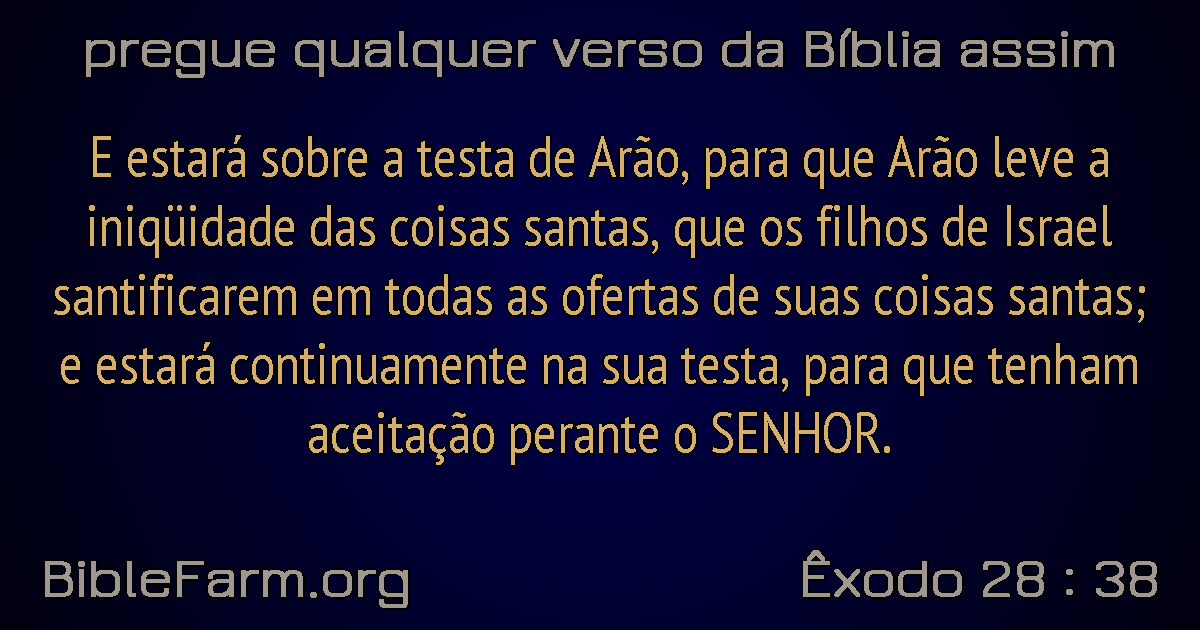 pregue qualquer verso da Bíblia assim
E estará sobre a testa de Arão, para que Arão leve a
iniqüidade das coisas santas, que os filhos de Israel
santificarem em todas as ofertas de suas coisas santas;
e estará continuamente na sua testa, para que tenham
aceitação perante o SENHOR.
BibleFarm.org
Êxodo 28 : 38